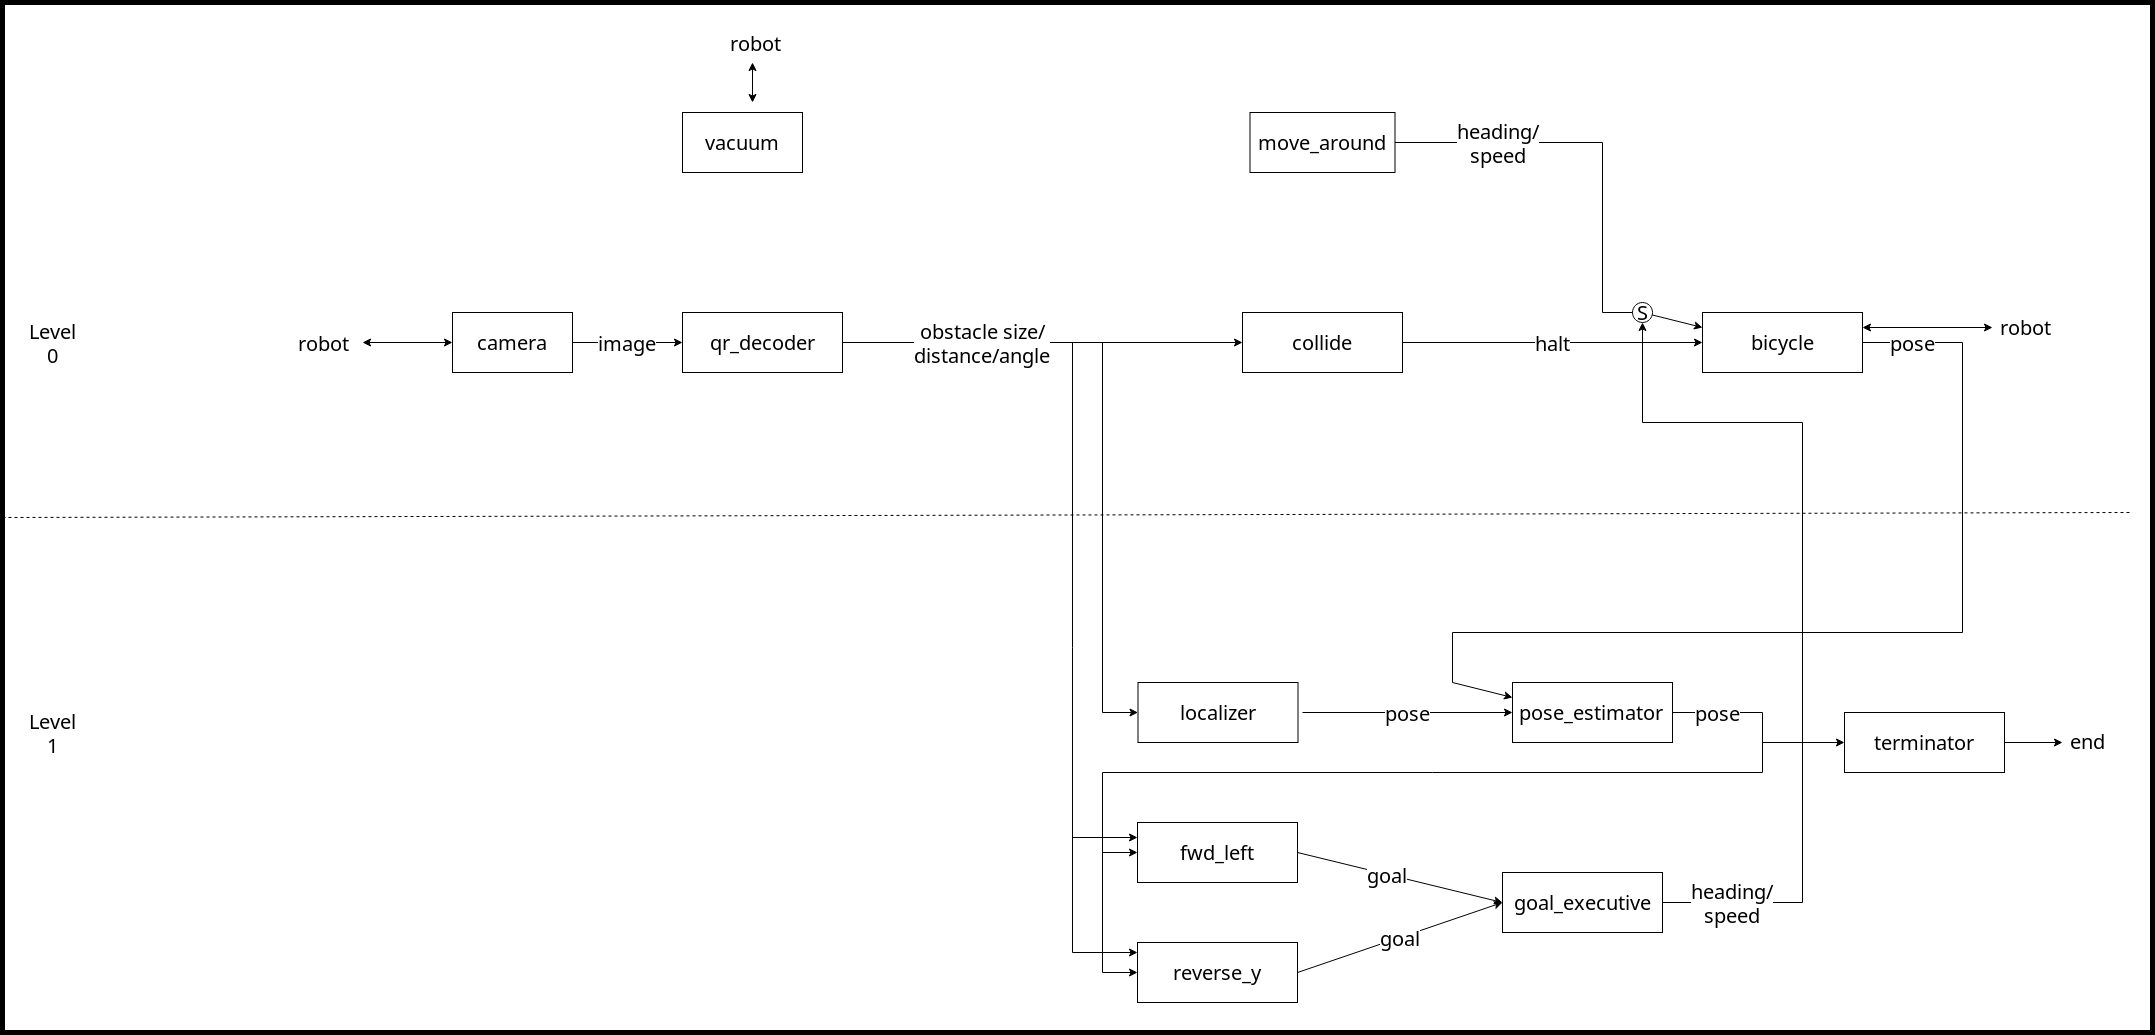 robot
vacuum
move_around
heading/
speed
Level
0
robot
camera
image
qr_decoder
obstacle size/
distance/angle
collide
halt
S
bicycle
robot
pose
Level
1
localizer
pose
pose_estimator
pose
terminator
end
fwd_left
goal
goal_executive
heading/
speed
goal
reverse_y